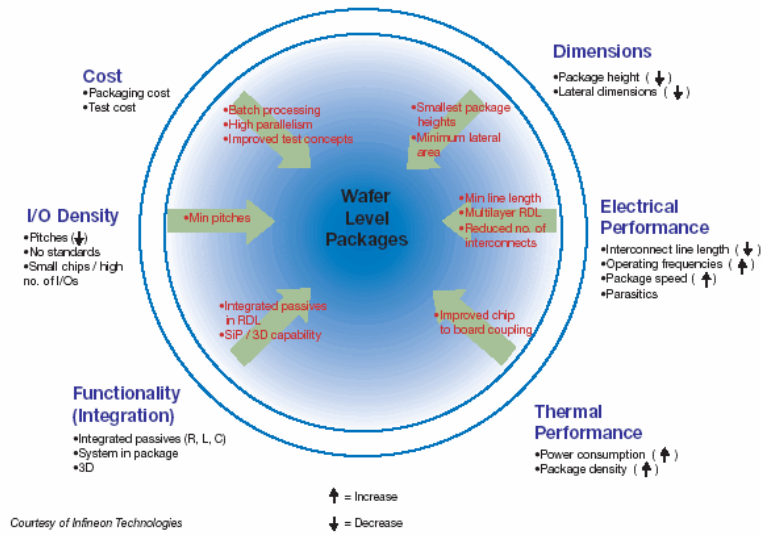 Cost
•Packaging cost
•Test cost
Dimensions
•Package height ( ↓ )
•Lateral dimensions ( ↓ )
•Batch processing
•High parallelism
•Improved test concepts
•Smallest package
heights
•Minimum lateral
area
Wafer
Level
Packages
I/O Density
•Pitches (↓)
•No standards
•Small chips / high
no. of I/Os
•Min pitches
•Min line length
•Multilayer RDL
•Reduced no. of
interconnects
Electrical
Performance
•Interconnect line length ( ↓ )
•Operating frequencies ( ↑ )
•Package speed ( ↑ )
•Parasitics
•Integrated passives
in RDL
•SiP / 3D capability
•Improved chip
to board coupling
Functionality
(Integration)
•Integrated passives (R, L, C)
•System in package
•3D
Thermal
Performance
•Power consumption ( ↑ )
•Package density ( ↑ )
↑ = Increase
↓ = Decrease
Courtesy of Infineon Technologies